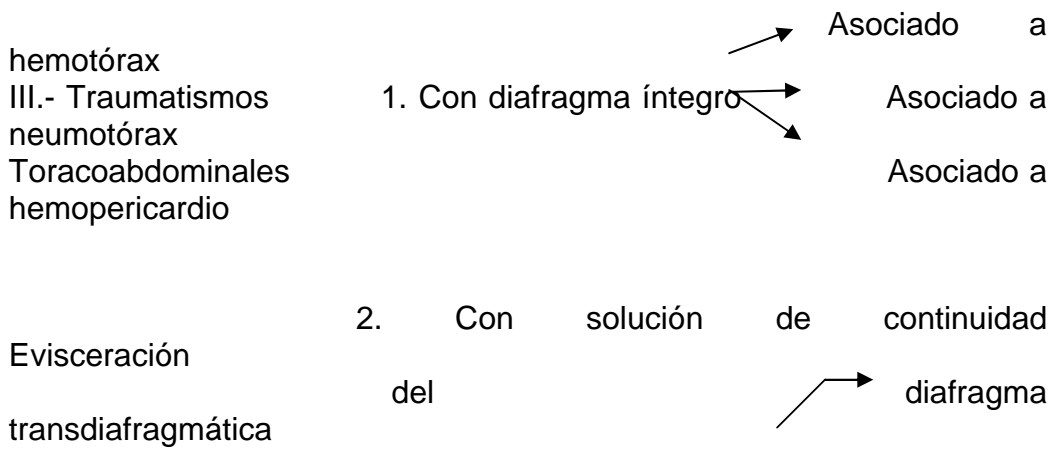 Asociado a
hemotórax
III.- Traumatismos 1. Con diafragma íntegro Asociado a
neumotórax
Toracoabdominales Asociado a
hemopericardio
2. Con solución de continuidad
Evisceración
del diafragma
transdiafragmática